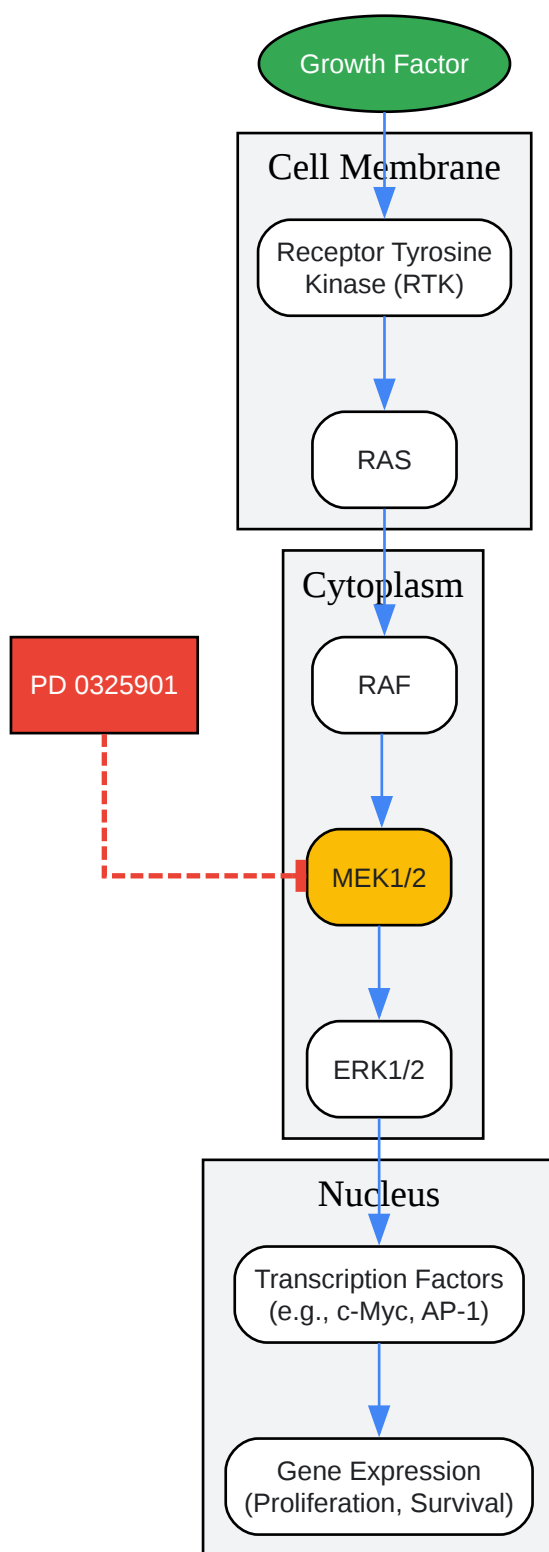 Growth Factor
Cell Membrane
Receptor Tyrosine
Kinase (RTK)
RAS
Cytoplasm
PD 0325901
RAF
MEK1/2
ERK1/2
Nucleus
Transcription Factors
(e.g., c-Myc, AP-1)
Gene Expression
(Proliferation, Survival)